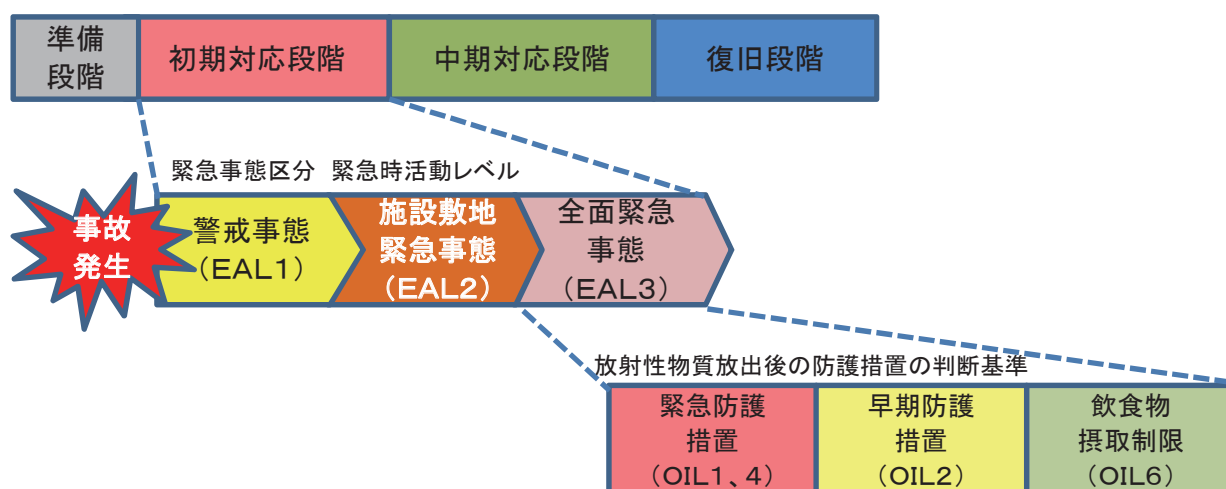 準備
段階
初期対応段階
中期対応段階
復旧段階
緊急事態区分 緊急時活動レベル
事故
発生
警戒事態
(EAL1)
施設敷地
緊急事態
(EAL2)
全面緊急
事態
(EAL3)
放射性物質放出後の防護措置の判断基準
緊急防護
措置
(OIL1、4)
早期防護
措置
(OIL2)
飲食物
摂取制限
(OIL6)